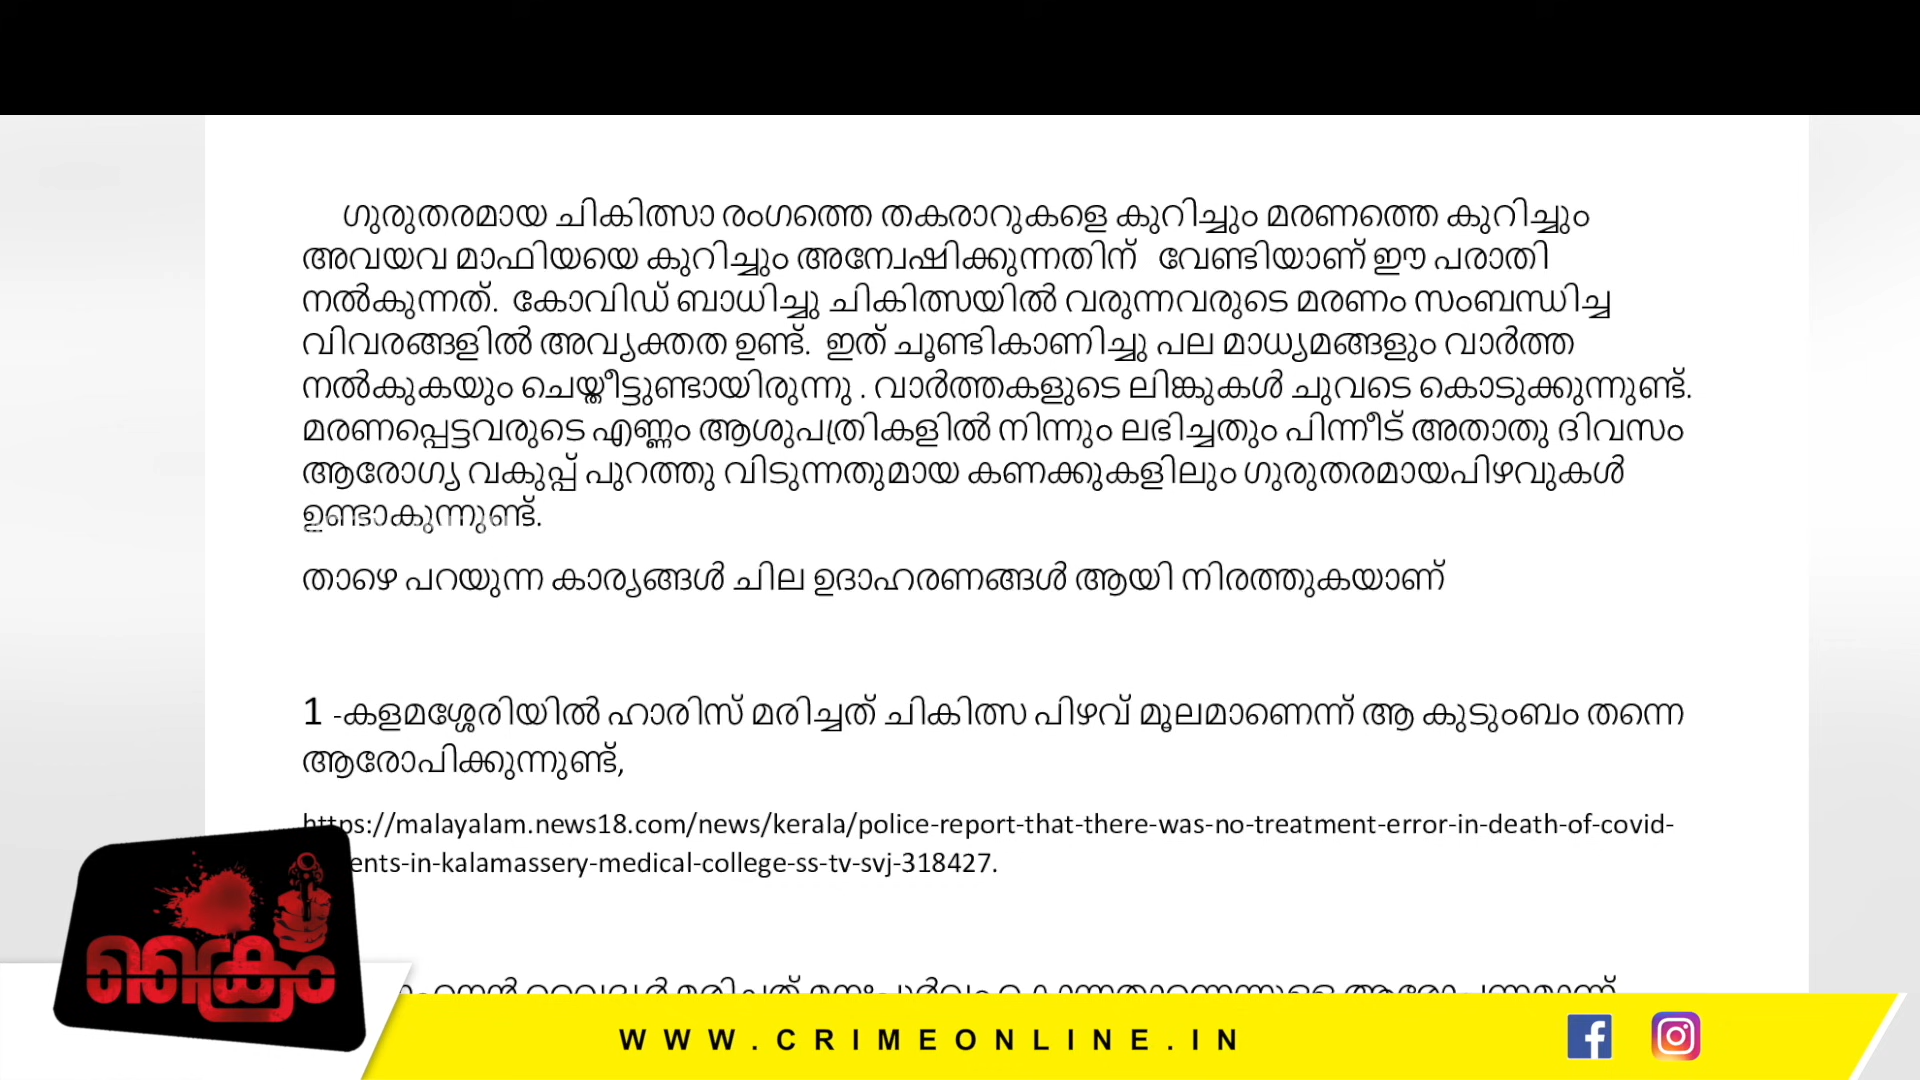 ഗുരുതരമായ ചികിത്സാ രംഗത്തെ തകരാറുകളെ കുറിച്ചും മരണത്തെ കുറിച്ചും
അവയവ മാഫിയയെ കുറിച്ചും അന്വേഷിക്കുന്നതിന് വേണ്ടിയാണ് ഈ പരാതി
നൽകുന്നത്. കോവിഡ് ബാധിച്ചു ചികിത്സയിൽ വരുന്നവരുടെ മരണം സംബന്ധിച്ച
വിവരങ്ങളിൽ അവ്യക്തത ഉണ്ട്. ഇത് ചൂണ്ടികാണിച്ചു പല മാധ്യമങ്ങളും വാർത്ത
നൽകുകയും ചെയ്തീട്ടുണ്ടായിരുന്നു . വാർത്തകളുടെ ലിങ്കുകൾ ചുവടെ കൊടുക്കുന്നുണ്ട്.
മരണപ്പെട്ടവരുടെ എണ്ണം ആശുപത്രികളിൽ നിന്നും ലഭിച്ചതും പിന്നീട് അതാതു ദിവസം
ആരോഗ്യ വകുപ്പ് പുറത്തു വിടുന്നതുമായ കണക്കുകളിലും ഗുരുതരമായപിഴവുകൾ
ഉണ്ടാകുന്നുണ്ട്.
താഴെ പറയുന്ന കാര്യങ്ങൾ ചില ഉദാഹരണങ്ങൾ ആയി നിരത്തുകയാണ്
1 -കളമശ്ശേരിയിൽ ഹാരിസ് മരിച്ചത് ചികിത്സ പിഴവ് മൂലമാണെന്ന് ആ കുടുംബം തന്നെ
ആരോപിക്കുന്നുണ്ട്,
https://malayalam.news18.com/news/kerala/police-report-that-there-was-no-treatment-error-in-death-of-covid-
ents-in-kalamassery-medical-college-ss-tv-svj-318427.
ക്രൈം
WWW.CRIMEONLINE.IN